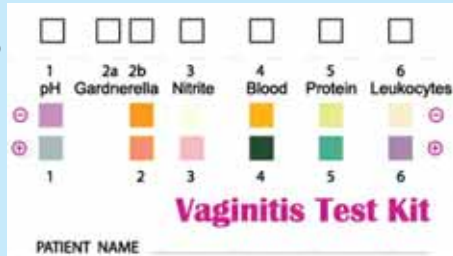 1 2a 2b 3 4 5 6
pH Gardnerella Nitrite Blood Protein Leukocytes
⊖ ⊖
⊕ ⊕
1 2 3 4 5 6
Vaginitis Test Kit
PATIENT NAME